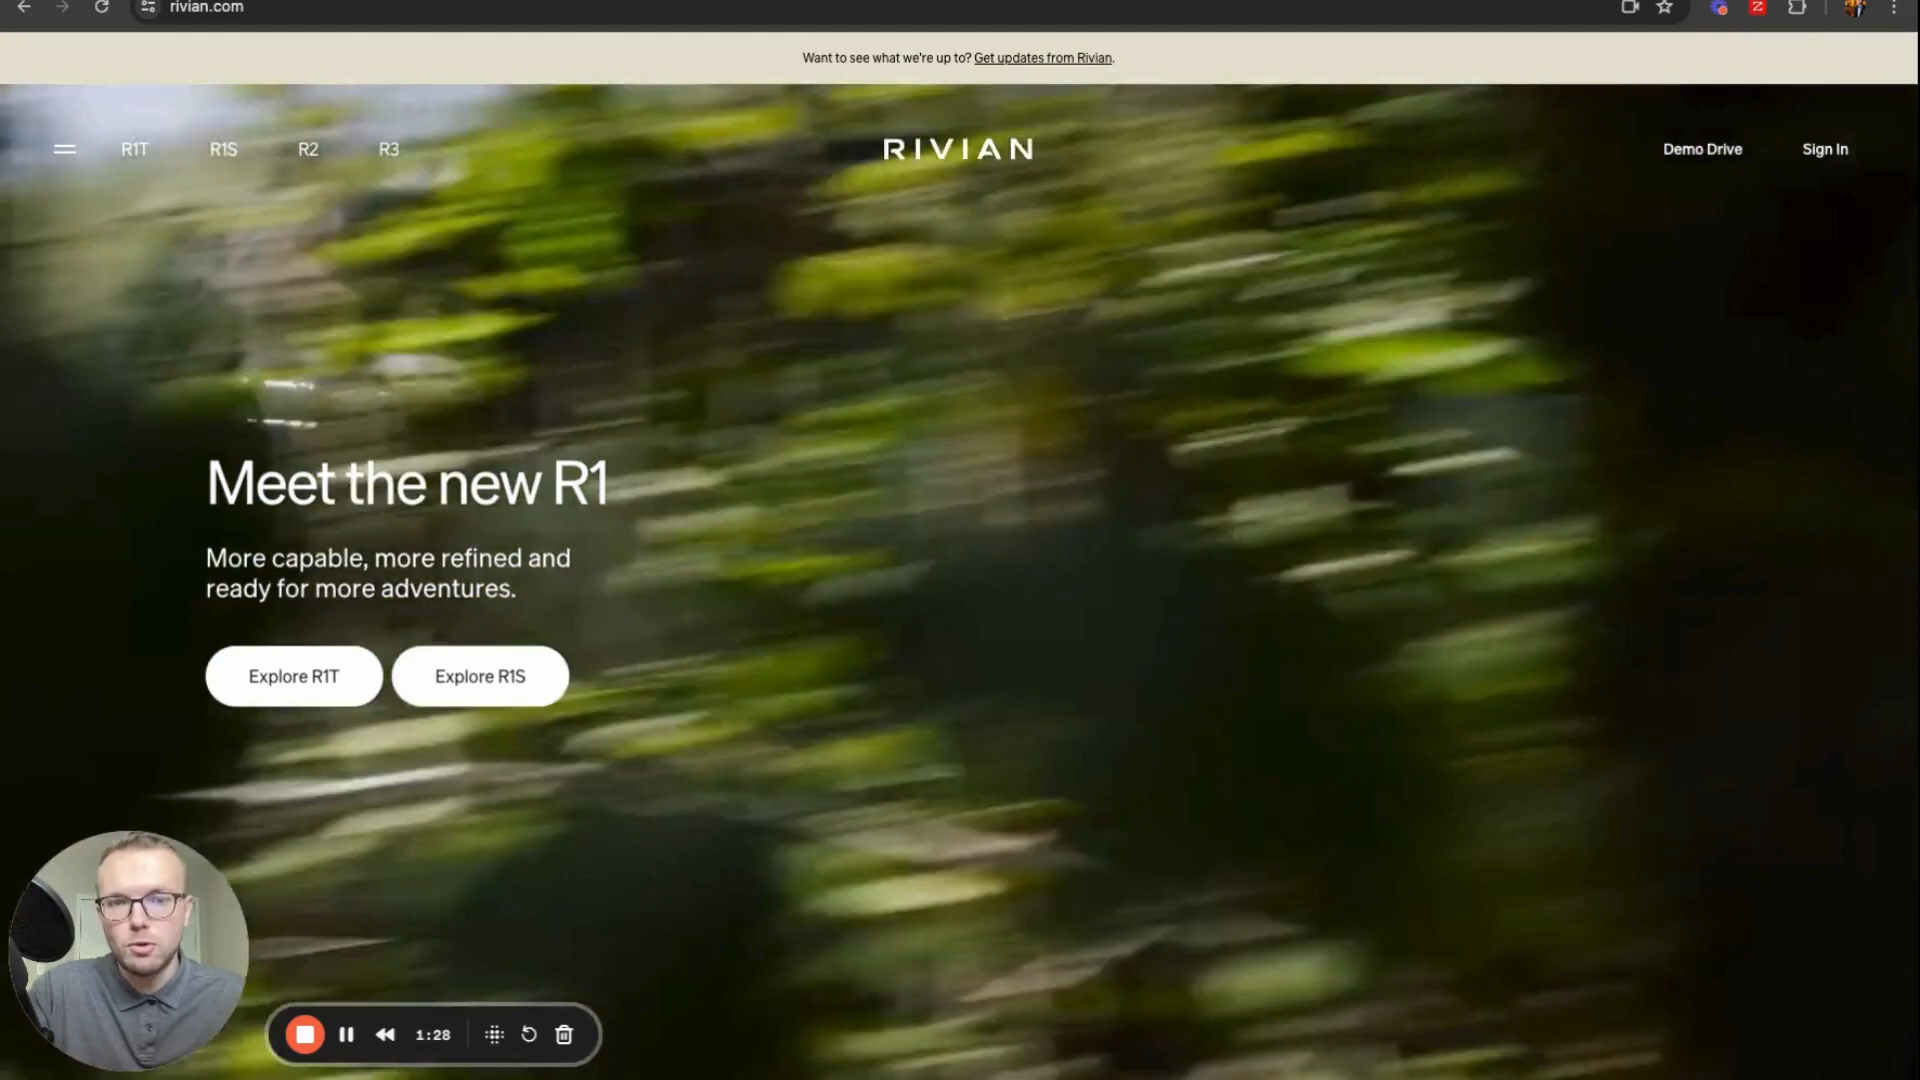 rivian.com
Want to see what we're up to? Get updates from Rivian.
R1T R1S R2 R3 RIVIAN Demo Drive Sign In
Meet the new R1
More capable, more refined and
ready for more adventures.
Explore R1T Explore R1S
1:28